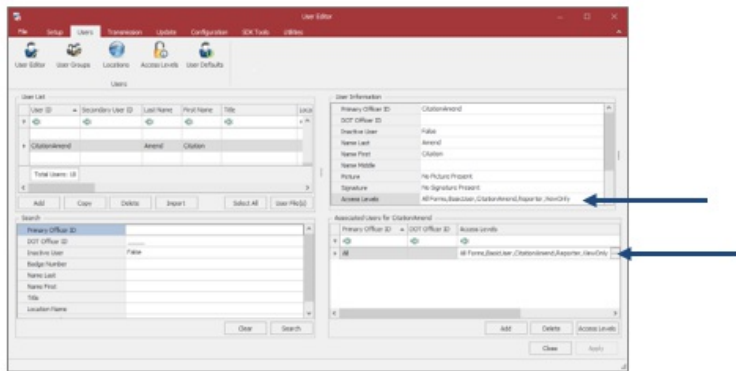 User Editor
File Setup Users Transmission Update Configuration SDK Tools Utilities
User Editor User Groups Locations Access Levels User Defaults
Users
User List
User ID Secondary User ID Last Name First Name Title Loca
CitationAmend Amend Citation
Total Users: 18
Add Copy Delete Import Select All User File(s)
User Information
Primary Officer ID CitationAmend
DOT Officer ID
Inactive User False
Name Last Amend
Name First Citation
Name Middle
Picture No Picture Present
Signature No Signature Present
Access Levels All Forms,BasicUser,CitationAmend,Reporter,ViewOnly
Search
Primary Officer ID
DOT Officer ID
Inactive User False
Badge Number
Name Last
Name First
Title
Location Name
Clear Search
Associated Users for CitationAmend
Primary Officer ID DOT Officer ID Access Levels
All All Forms,BasicUser,CitationAmend,Reporter,ViewOnly ...
Add Delete Access Levels
Close Apply